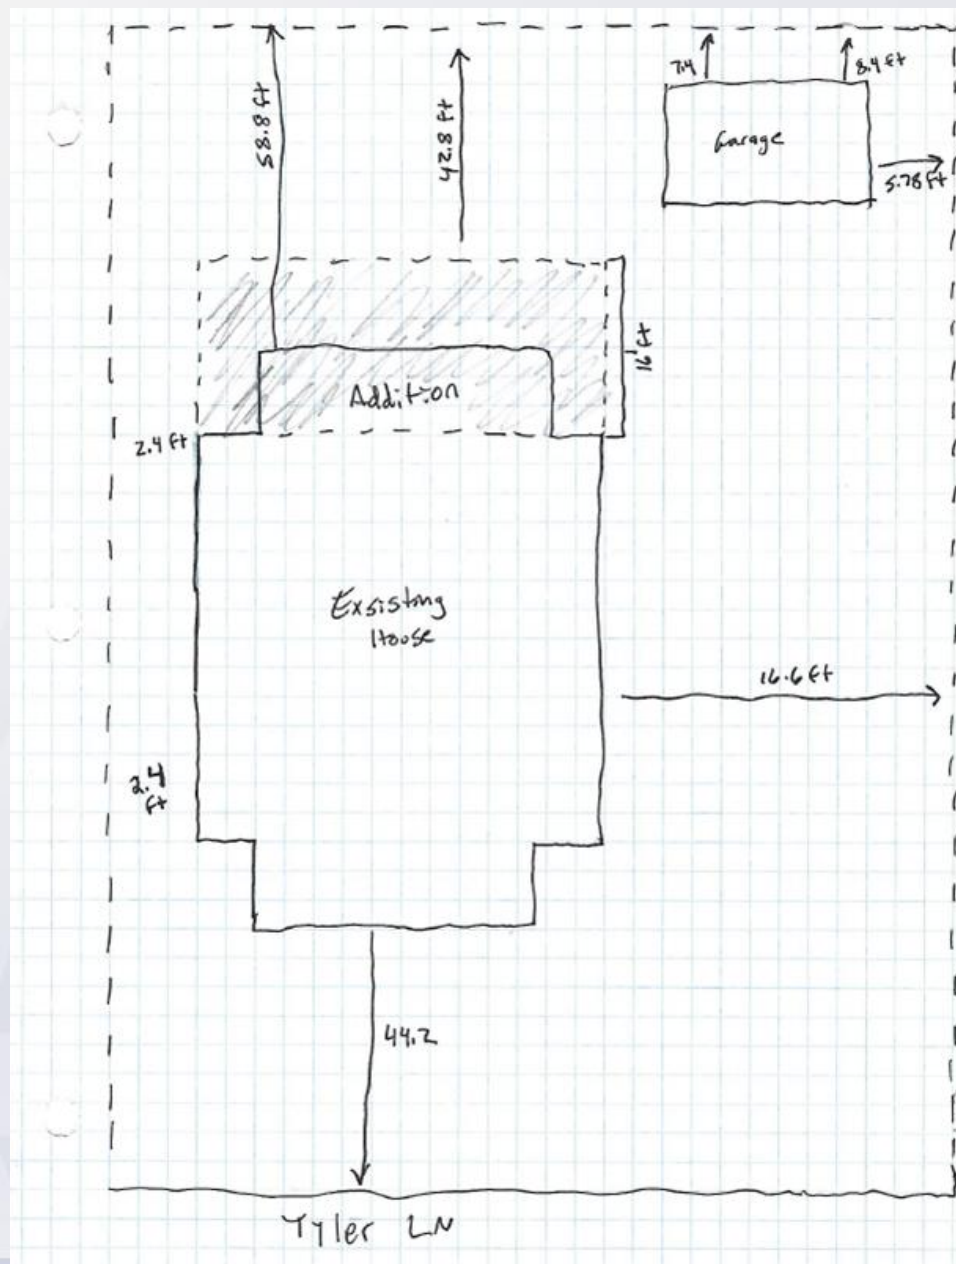 58.8 ft
42.8 ft
7.4
8.4 ft
Garage
5.78 ft
16 ft
Addition
2.4 ft
Exsisting
House
16.6 ft
2.4
ft
44.2
Tyler LN